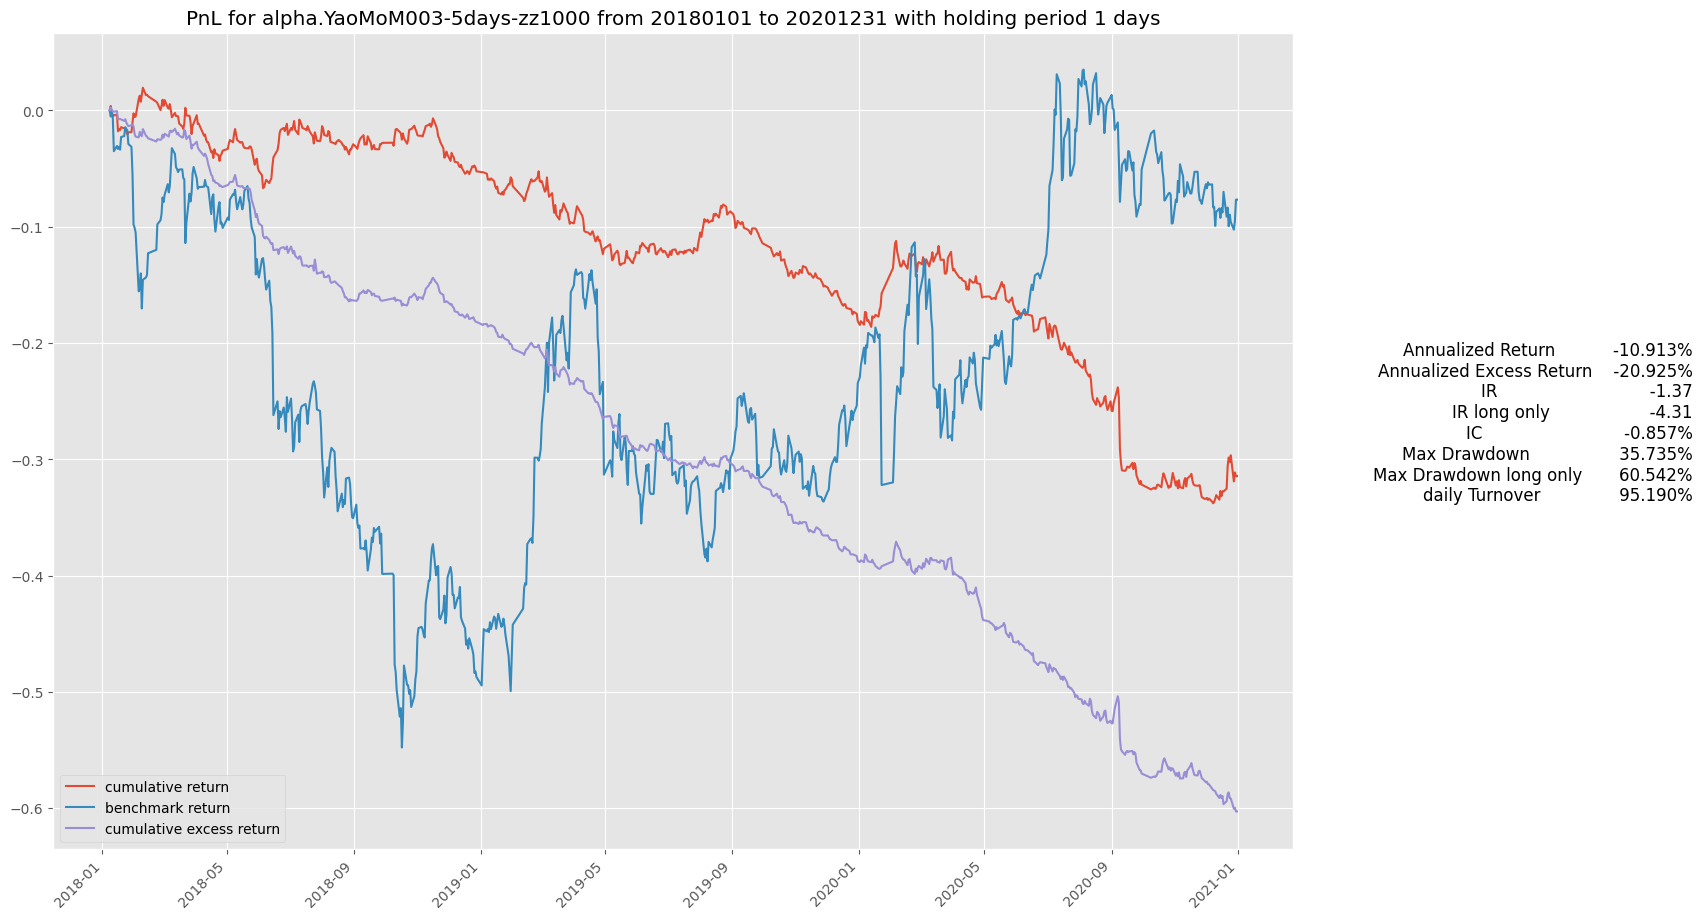 PnL for alpha.YaoMoM003-5days-zz1000 from 20180101 to 20201231 with holding period 1 days
0.0
−0.1
−0.2
−0.3
−0.4
−0.5
−0.6
cumulative return
benchmark return
cumulative excess return
2018-01
2018-05
2018-09
2019-01
2019-05
2019-09
2020-01
2020-05
2020-09
2021-01
Annualized Return -10.913%
Annualized Excess Return -20.925%
IR -1.37
IR long only -4.31
IC -0.857%
Max Drawdown 35.735%
Max Drawdown long only 60.542%
daily Turnover 95.190%